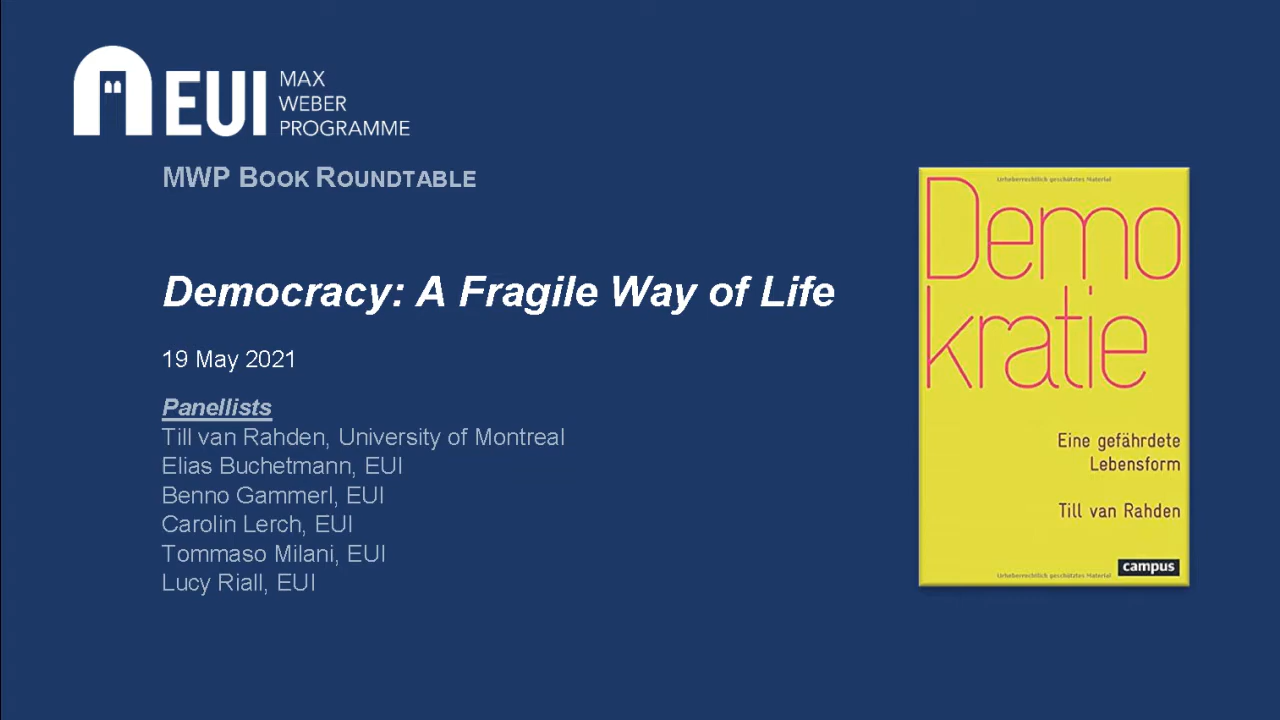 EUI
MAX
WEBER
PROGRAMME
MWP BOOK ROUNDTABLE
Democracy: A Fragile Way of Life
19 May 2021
Panellists
Till van Rahden, University of Montreal
Elias Buchetmann, EUI
Benno Gammerl, EUI
Carolin Lerch, EUI
Tommaso Milani, EUI
Lucy Riall, EUI
Urheberrechtlich geschütztes Material
Demo
kratie
Eine gefährdete
Lebensform
Till van Rahden
campus
Urheberrechtlich geschütztes Material